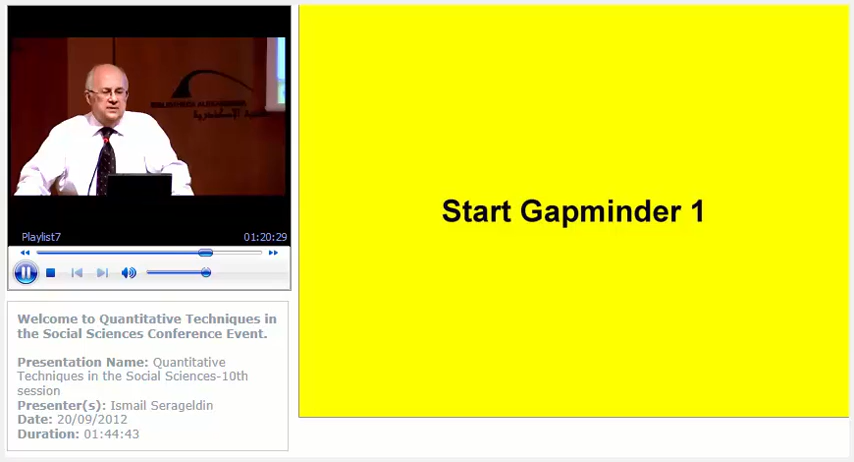 BIBLIOTHECA ALEXANDRINA
Playlist7
01:20:29
Welcome to Quantitative Techniques in
the Social Sciences Conference Event.
Presentation Name: Quantitative
Techniques in the Social Sciences-10th
session
Presenter(s): Ismail Serageldin
Date: 20/09/2012
Duration: 01:44:43
Start Gapminder 1